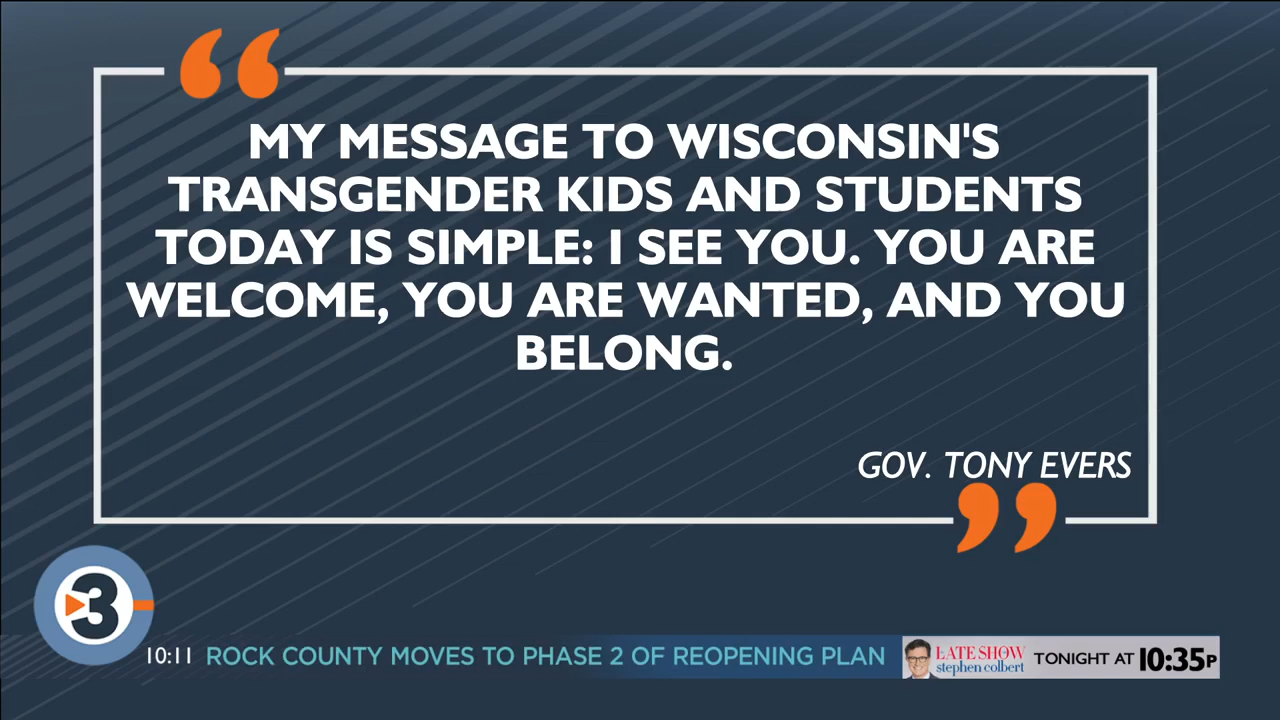 “
MY MESSAGE TO WISCONSIN'S
TRANSGENDER KIDS AND STUDENTS
TODAY IS SIMPLE: I SEE YOU. YOU ARE
WELCOME, YOU ARE WANTED, AND YOU
BELONG.
GOV. TONY EVERS
”
3
10:11 ROCK COUNTY MOVES TO PHASE 2 OF REOPENING PLAN
LATE SHOW
stephen colbert
TONIGHT AT 10:35P